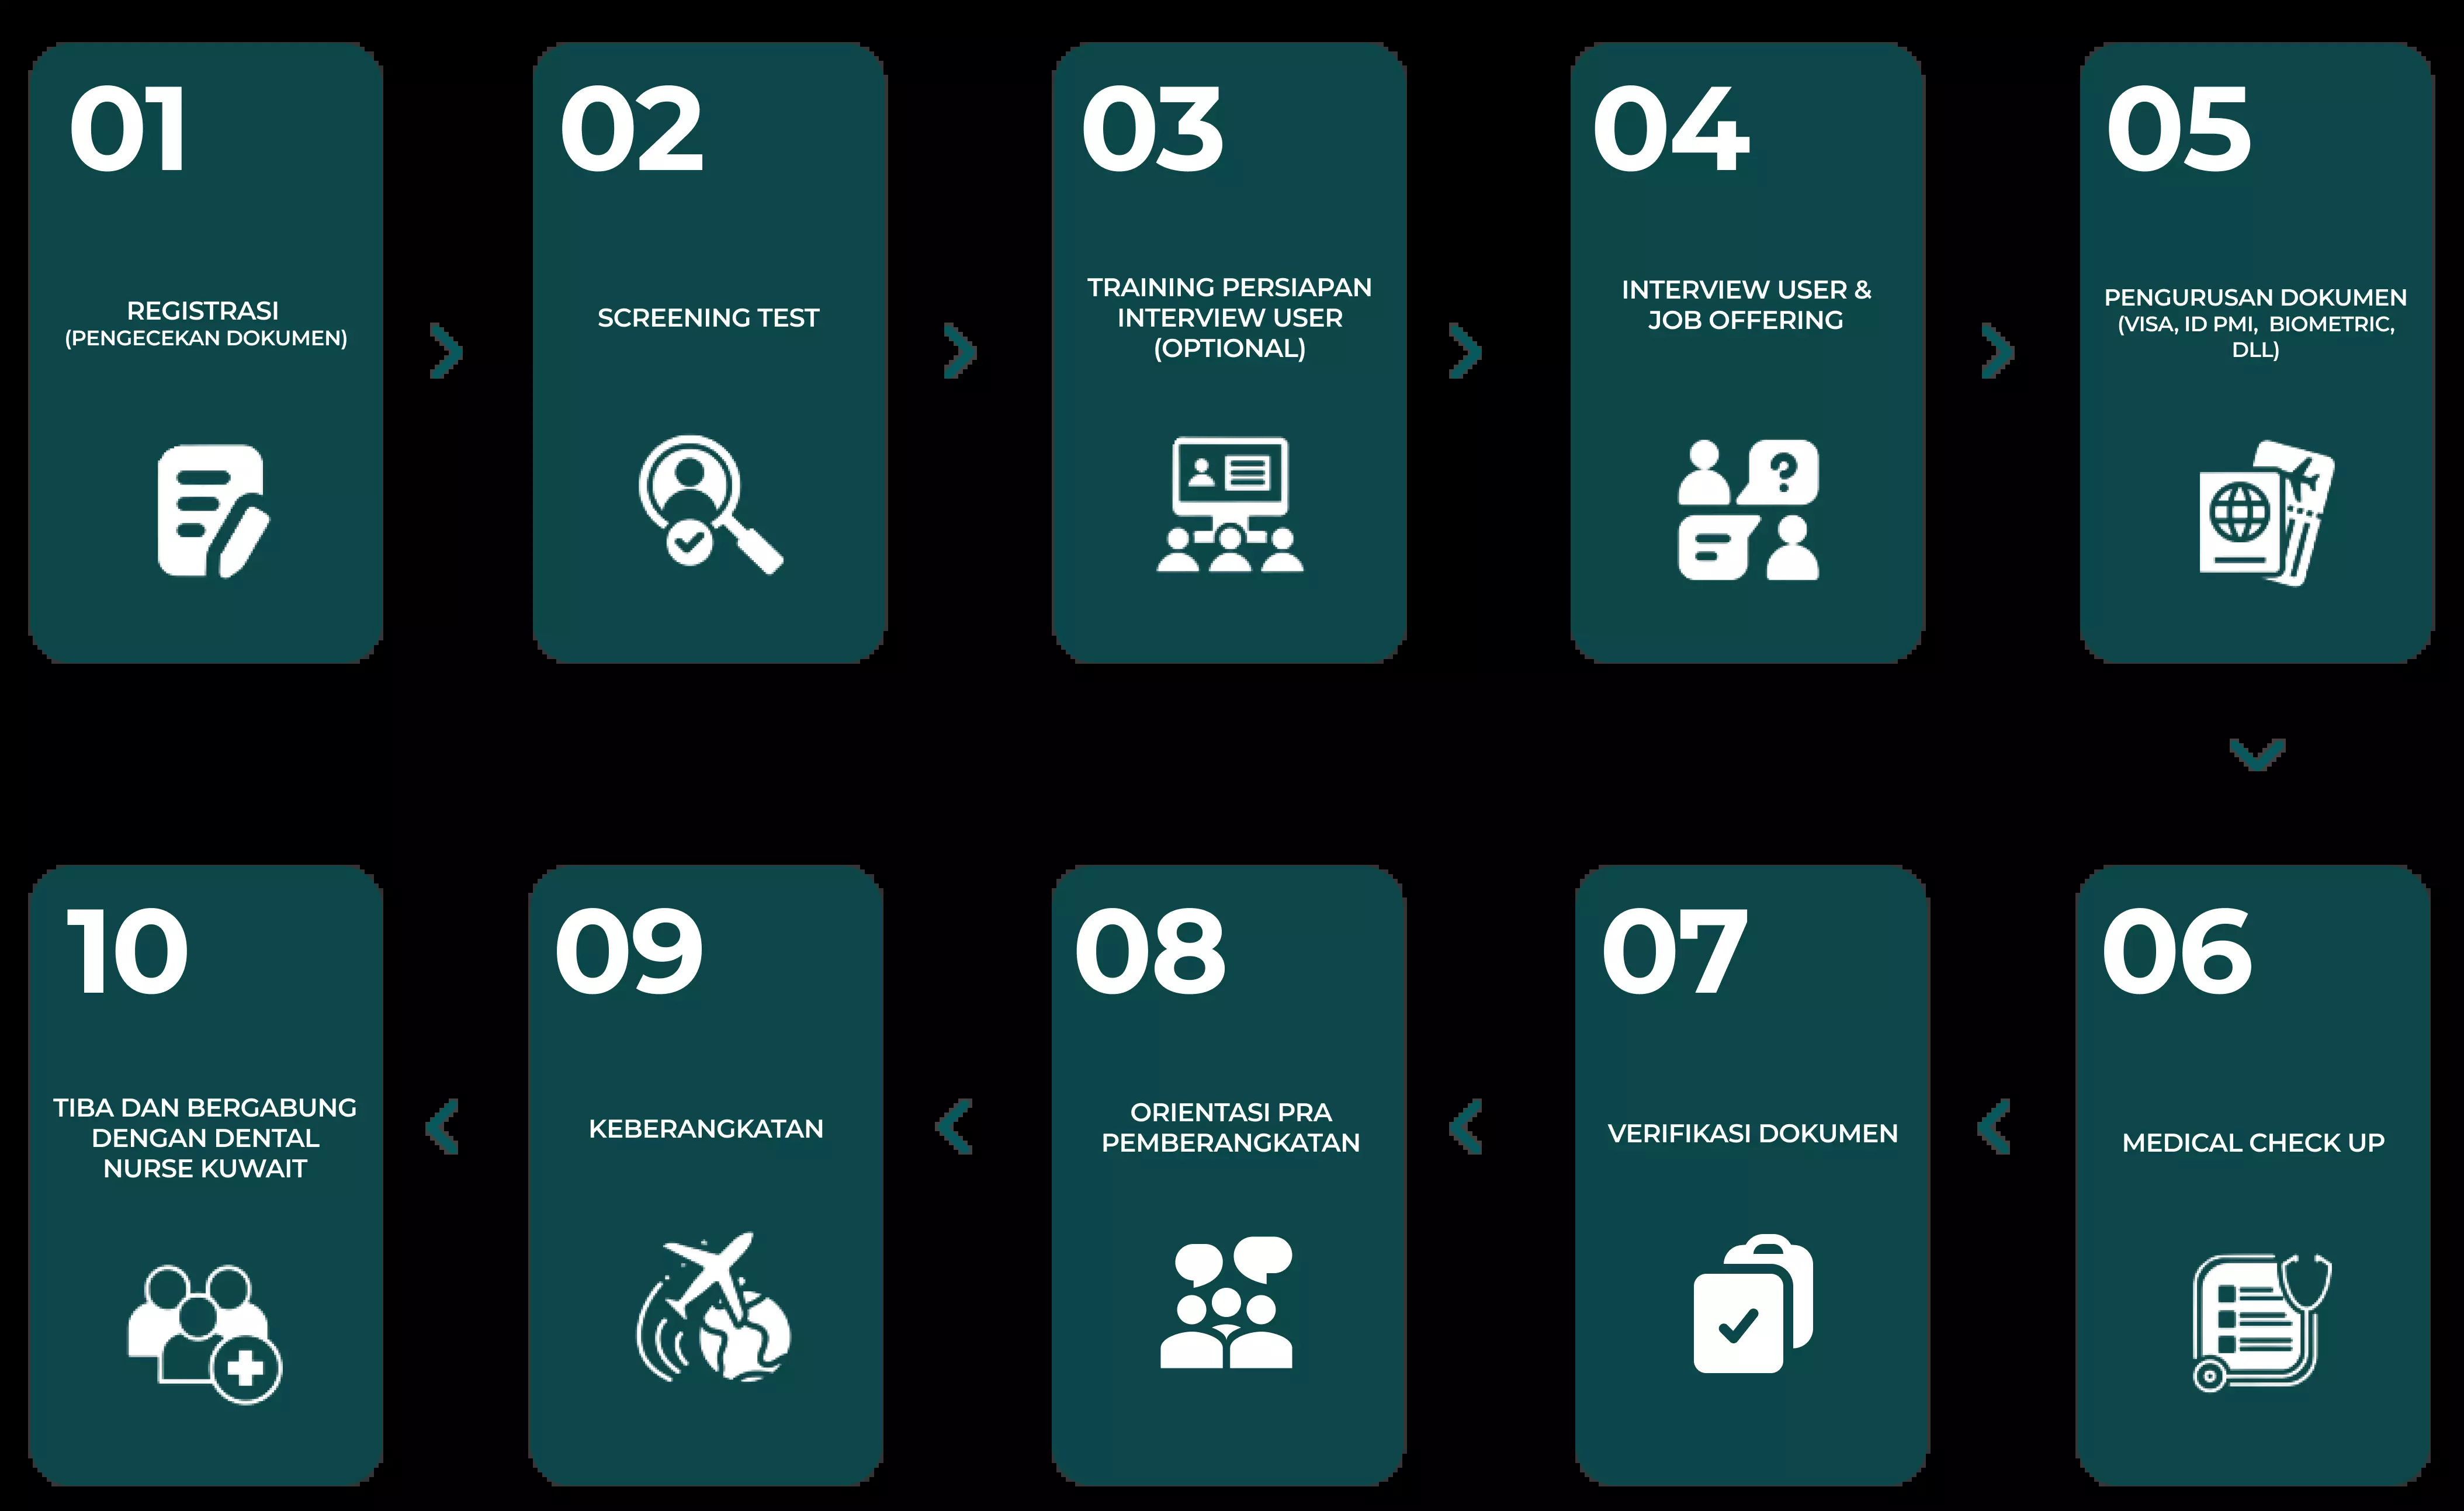 01
REGISTRASI
(PENGECEKAN DOKUMEN)
02
SCREENING TEST
03
TRAINING PERSIAPAN
INTERVIEW USER
(OPTIONAL)
04
INTERVIEW USER &
JOB OFFERING
05
PENGURUSAN DOKUMEN
(VISA, ID PMI, BIOMETRIC,
DLL)
06
MEDICAL CHECK UP
07
VERIFIKASI DOKUMEN
08
ORIENTASI PRA
PEMBERANGKATAN
09
KEBERANGKATAN
10
TIBA DAN BERGABUNG
DENGAN DENTAL
NURSE KUWAIT